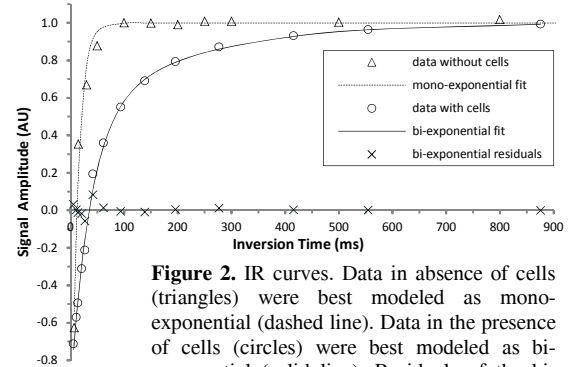 1.0
0.8
0.6
0.4
0.2
0.0
-0.2
-0.4
-0.6
-0.8
Signal Amplitude (AU)
0 100 200 300 400 500 600 700 800 900
Inversion Time (ms)
data without cells
mono-exponential fit
data with cells
bi-exponential fit
bi-exponential residuals
Figure 2. IR curves. Data in absence of cells
(triangles) were best modeled as mono-
exponential (dashed line). Data in the presence
of cells (circles) were best modeled as bi-